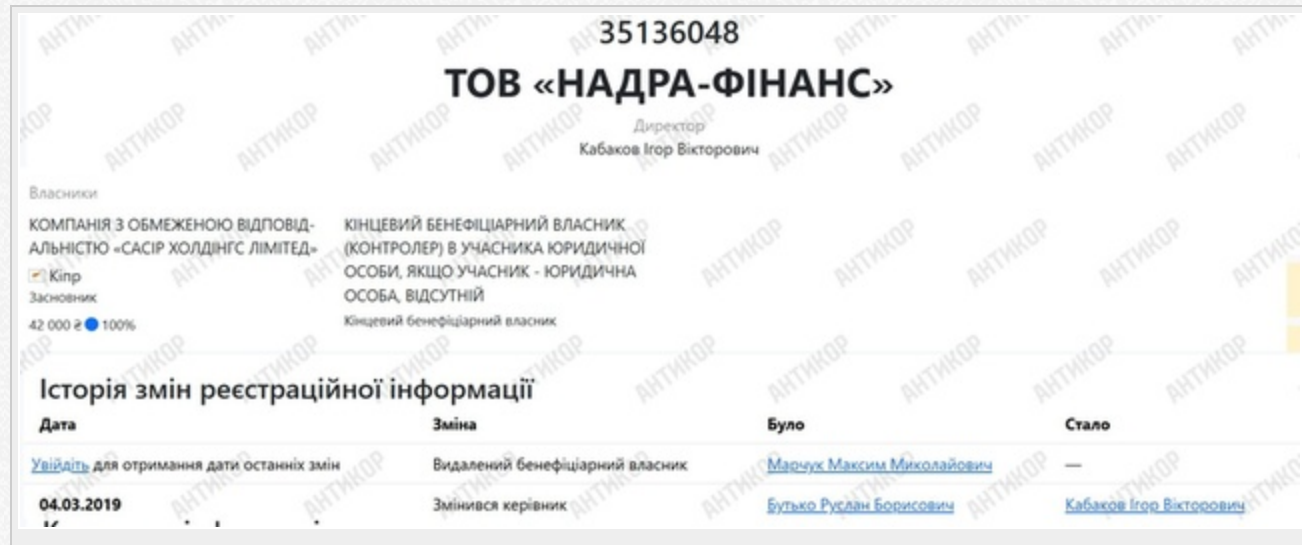 35136048
ТОВ «НАДРА-ФІНАНС»
Директор
Кабаков Ігор Вікторович
Власники
КОМПАНІЯ З ОБМЕЖЕНОЮ ВІДПОВІД-
АЛЬНІСТЮ «САСІР ХОЛДІНГС ЛІМІТЕД»
Кіпр
Засновник
42 000 ₴ 100%
КІНЦЕВИЙ БЕНЕФІЦІАРНИЙ ВЛАСНИК
(КОНТРОЛЕР) В УЧАСНИКА ЮРИДИЧНОЇ
ОСОБИ, ЯКЩО УЧАСНИК - ЮРИДИЧНА
ОСОБА, ВІДСУТНІЙ
Кінцевий бенефіціарний власник
Історія змін реєстраційної інформації
Дата Зміна Було Стало
Увійдіть для отримання дати останніх змін Видалений бенефіціарний власник Марчук Максим Миколайович —
04.03.2019 Змінився керівник Бутько Руслан Борисович Кабаков Ігор Вікторович
АНТИКОР